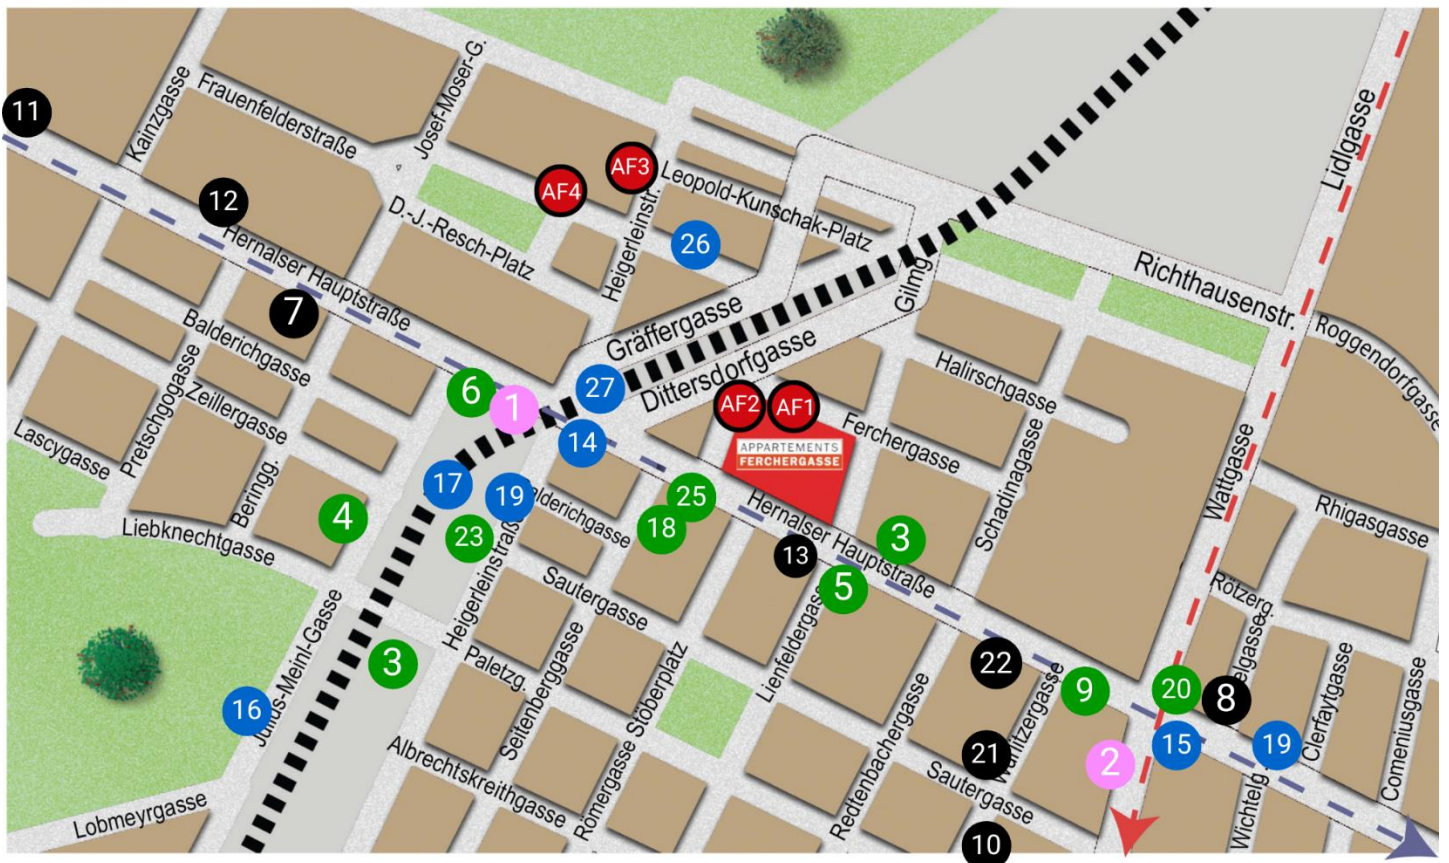 11
Kainzgasse
Frauenfelderstraße
Josef-Moser-G.
12
AF4
AF3
Leopold-Kunschak-Platz
D.-J.-Resch-Platz
Heigerleinstr.
26
Lidlgasse
Richthausenstr.
Roggendorfgasse
Gilmg.
Hernalser Hauptstraße
7
Balderichgasse
Zeillergasse
Pretschgogasse
Lascygasse
Beringg.
Liebknechtgasse
4
Gräffergasse
Dittersdorfgasse
6
1
27
14
17
19
23
AF2
AF1
APPARTEMENTS
FERCHERGASSE
Halirschgasse
Ferchergasse
Schadinagasse
Wattgasse
Rhigasgasse
Rötzerg.
25
18
13
Hernalser Hauptstraße
3
5
Sautergasse
Heigerleinstraße
Julius-Meinl-Gasse
3
Paletzg.
16
Seitenberggasse
Albrechtskreithgasse
Römergasse
Stöberplatz
Lobmeyrgasse
Redtenbachergasse
22
21
10
Sautergasse
9
2
20
8
15
19
Wichtelg.
Clerfaytgasse
Comeniusgasse